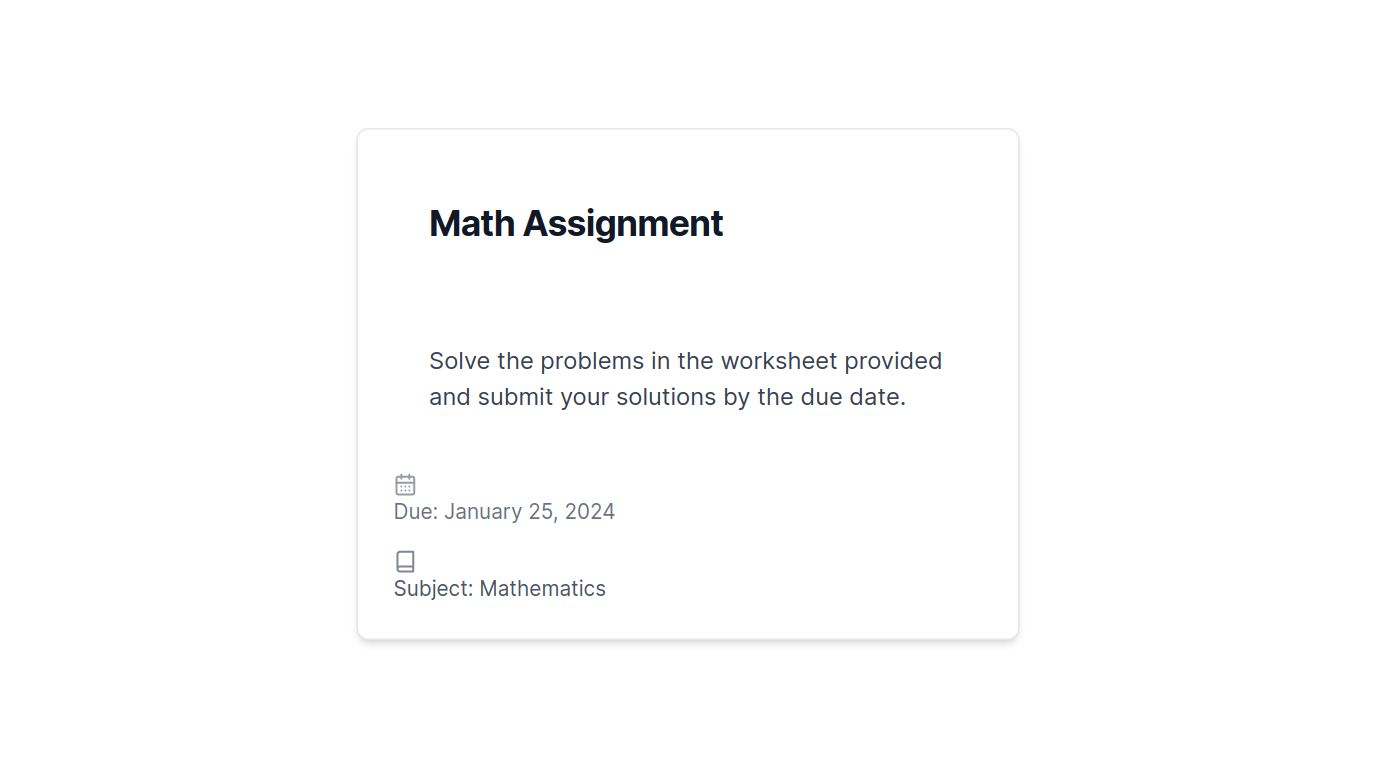 Math Assignment
Solve the problems in the worksheet provided
and submit your solutions by the due date.
Due: January 25, 2024
Subject: Mathematics